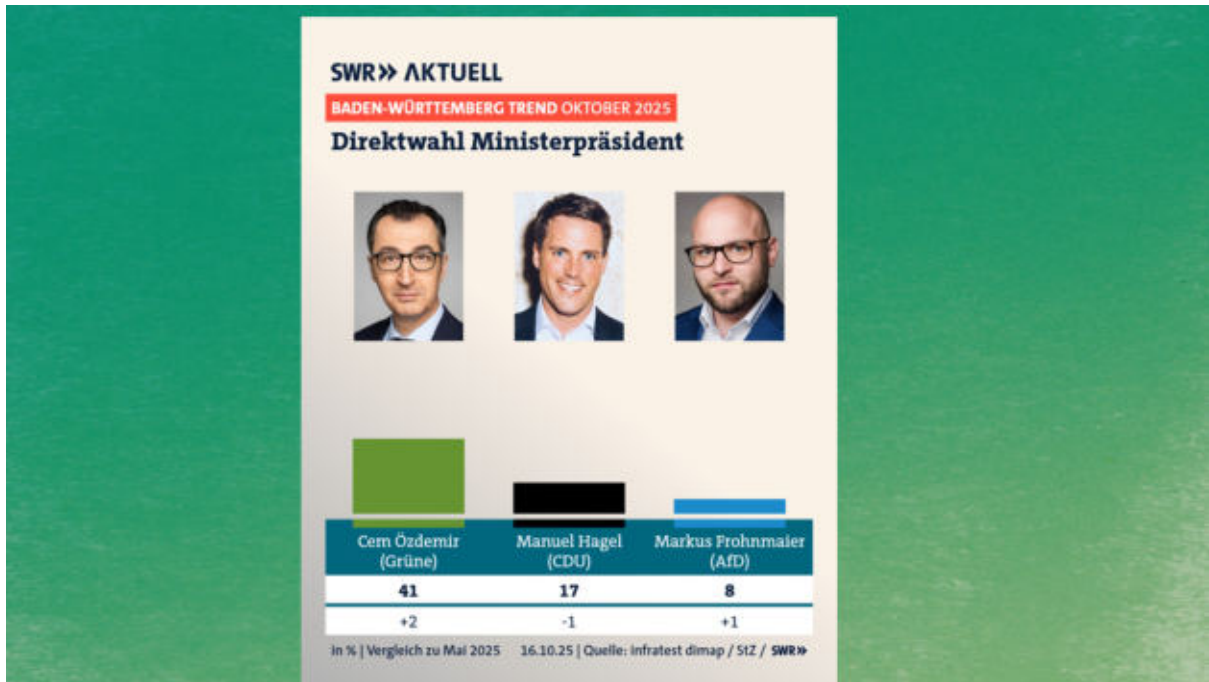 SWR» AKTUELL
BADEN-WÜRTTEMBERG TREND OKTOBER 2025
Direktwahl Ministerpräsident
Cem Özdemir Manuel Hagel Markus Frohnmaier
(Grüne) (CDU) (AfD)
41 17 8
+2 -1 +1
in % | Vergleich zu Mai 2025 16.10.25 | Quelle: infratest dimap / StZ / SWR»